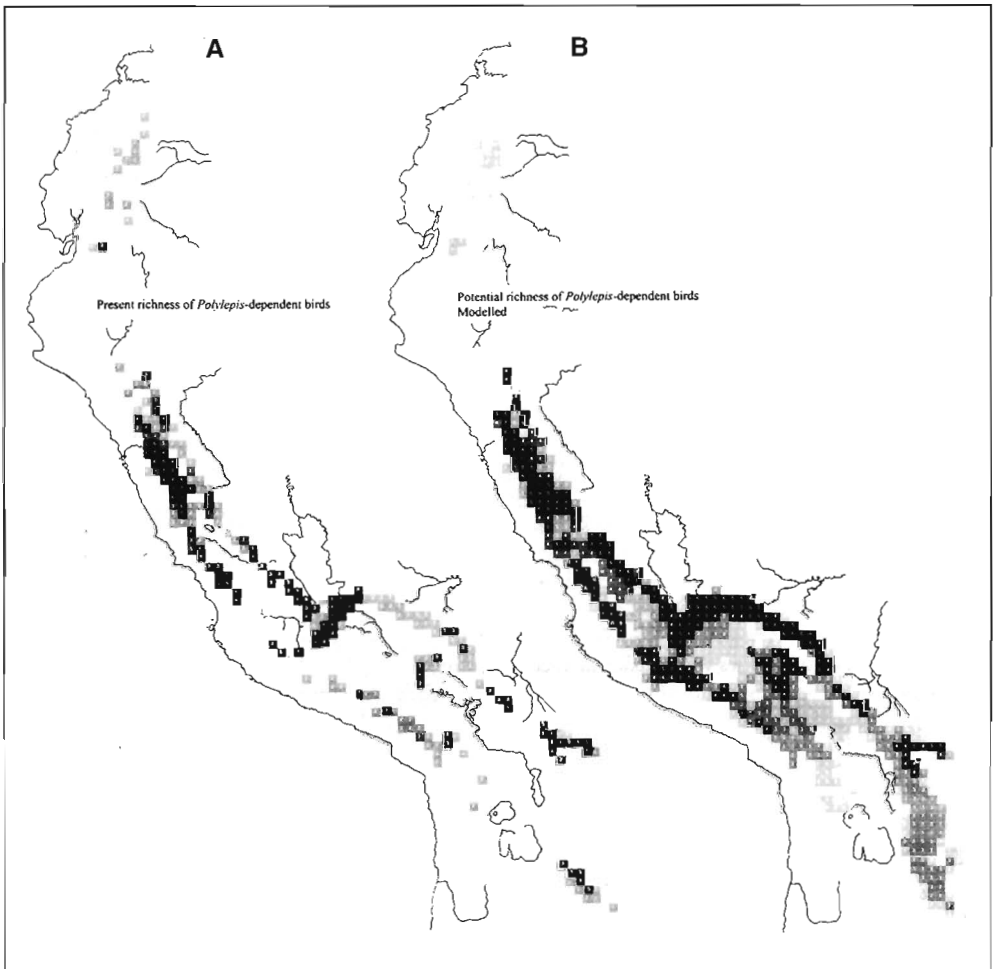 A
B
Present richness of Polylepis-dependent birds
Potential richness of Polylepis-dependent birds
Modelled